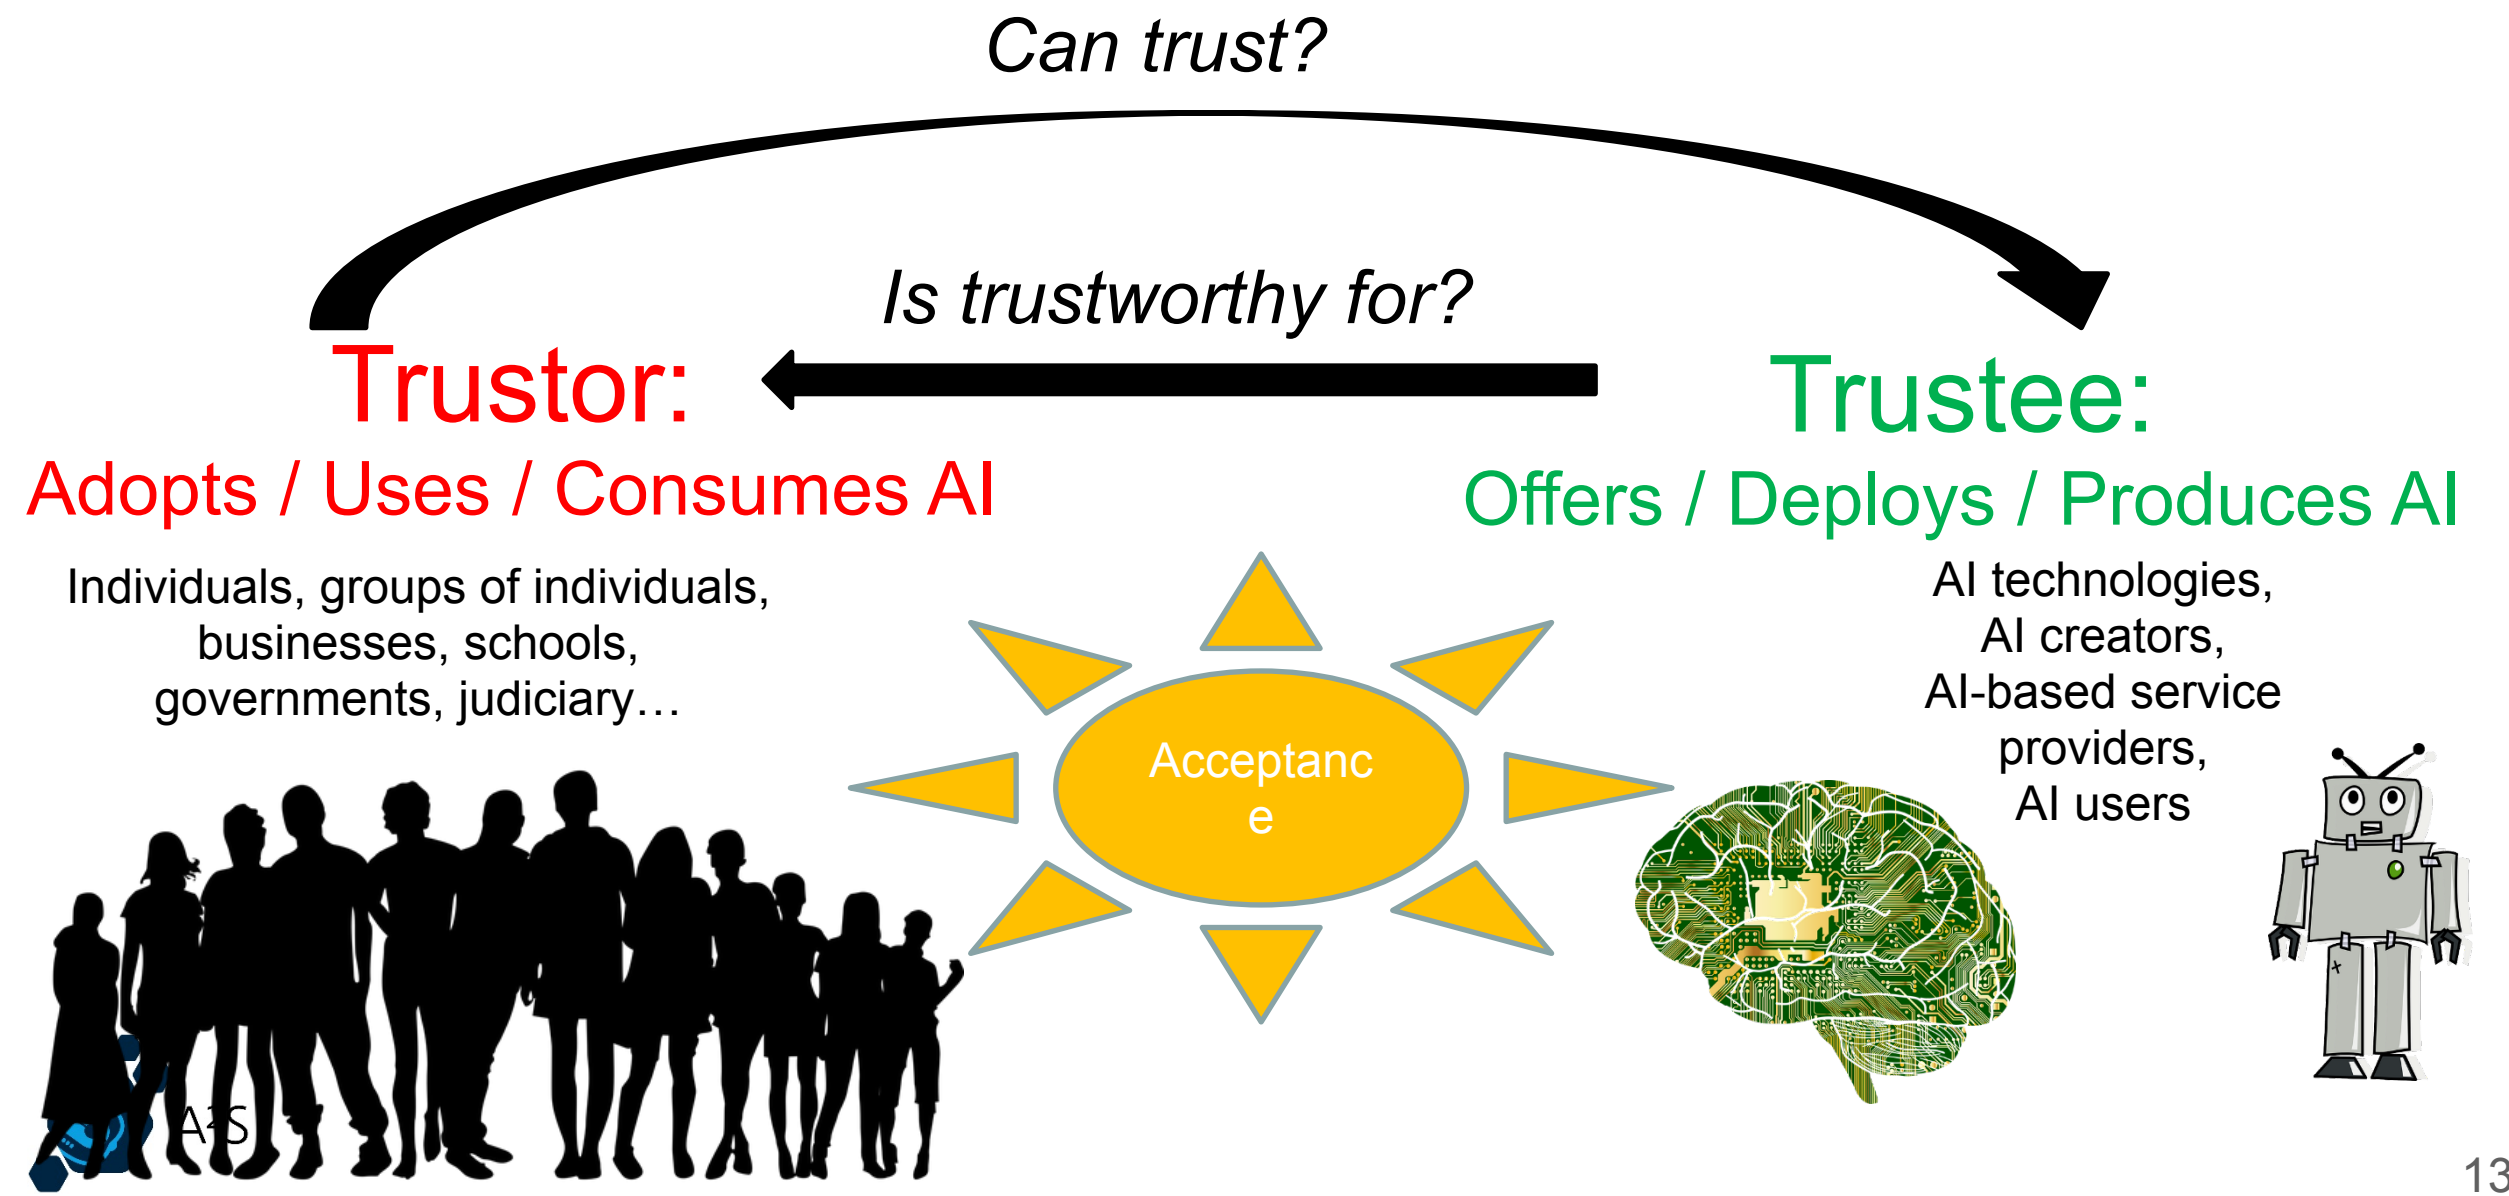 Can trust?
Is trustworthy for?
Trustor:
Adopts / Uses / Consumes AI
Individuals, groups of individuals,
businesses, schools,
governments, judiciary…
Trustee:
Offers / Deploys / Produces AI
AI technologies,
AI creators,
AI-based service
providers,
AI users
Acceptanc
e
A²S
13